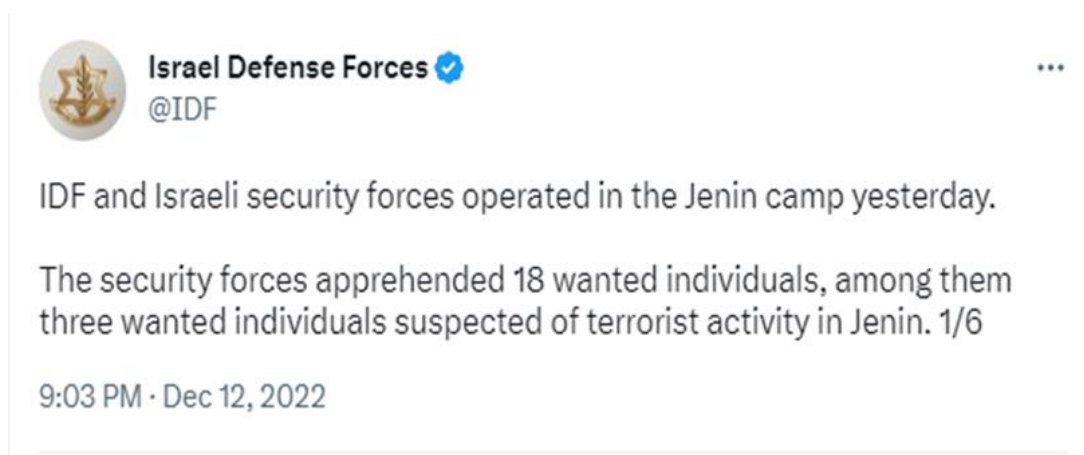 Israel Defense Forces
@IDF
IDF and Israeli security forces operated in the Jenin camp yesterday.
The security forces apprehended 18 wanted individuals, among them
three wanted individuals suspected of terrorist activity in Jenin. 1/6
9:03 PM · Dec 12, 2022